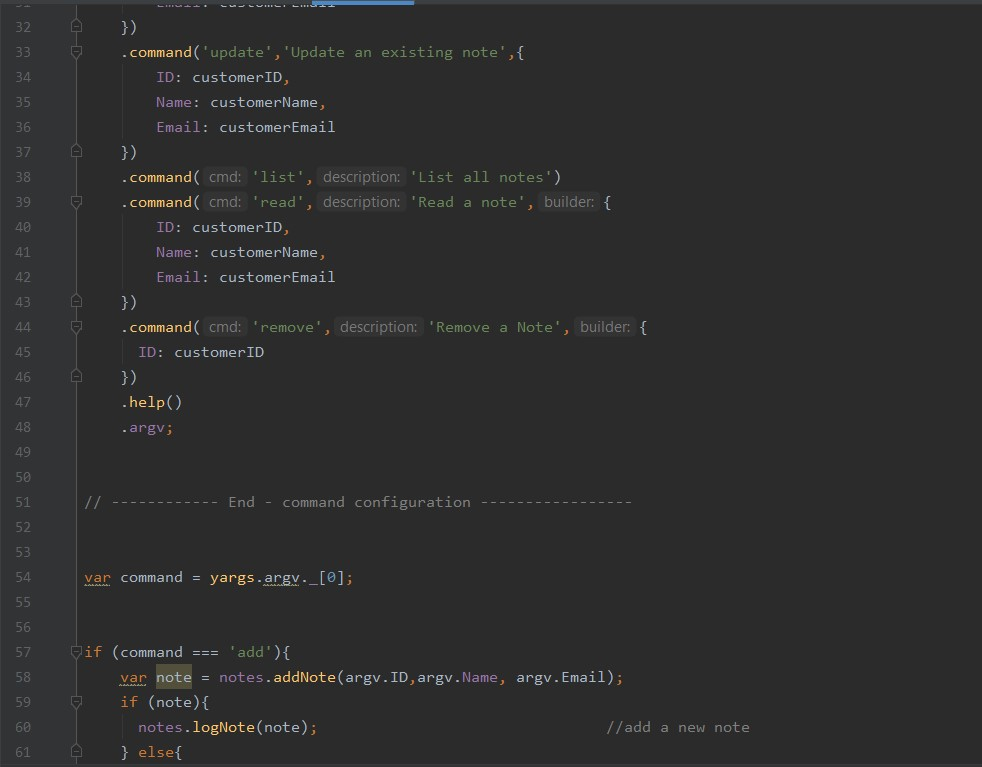 31 Email: customerEmail
32 })
33 .command('update','Update an existing note',{
34 ID: customerID,
35 Name: customerName,
36 Email: customerEmail
37 })
38 .command( cmd: 'list', description: 'List all notes')
39 .command( cmd: 'read', description: 'Read a note', builder: {
40 ID: customerID,
41 Name: customerName,
42 Email: customerEmail
43 })
44 .command( cmd: 'remove', description: 'Remove a Note', builder: {
45 ID: customerID
46 })
47 .help()
48 .argv;
49
50
51 // ------------ End - command configuration -----------------
52
53
54 var command = yargs.argv._[0];
55
56
57 if (command === 'add'){
58 var note = notes.addNote(argv.ID,argv.Name, argv.Email);
59 if (note){
60 notes.logNote(note); //add a new note
61 } else{